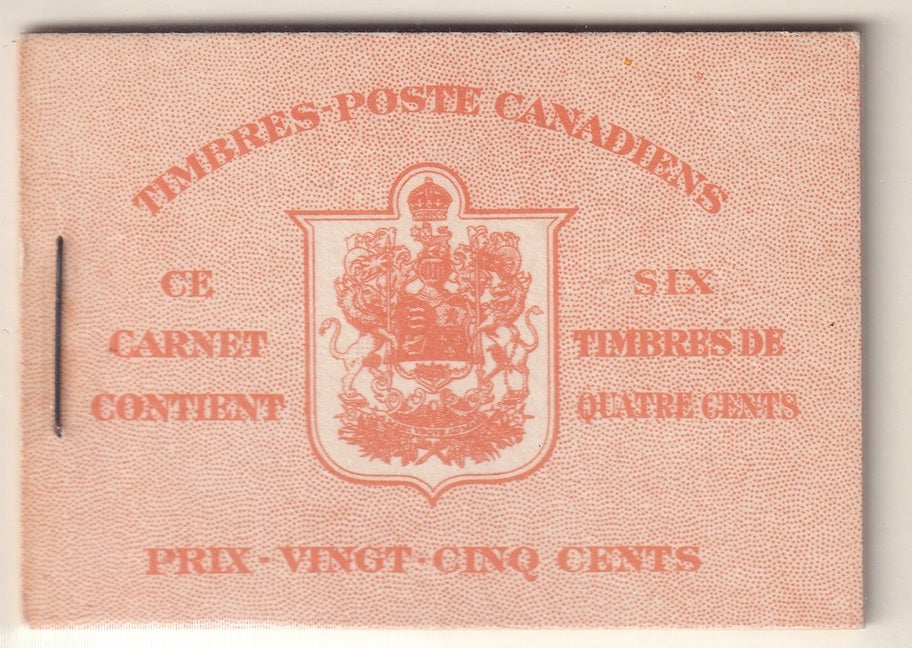 TIMBRES-POSTE CANADIENS
CE
CARNET
CONTIENT
SIX
TIMBRES DE
QUATRE CENTS
PRIX - VINGT - CINQ CENTS